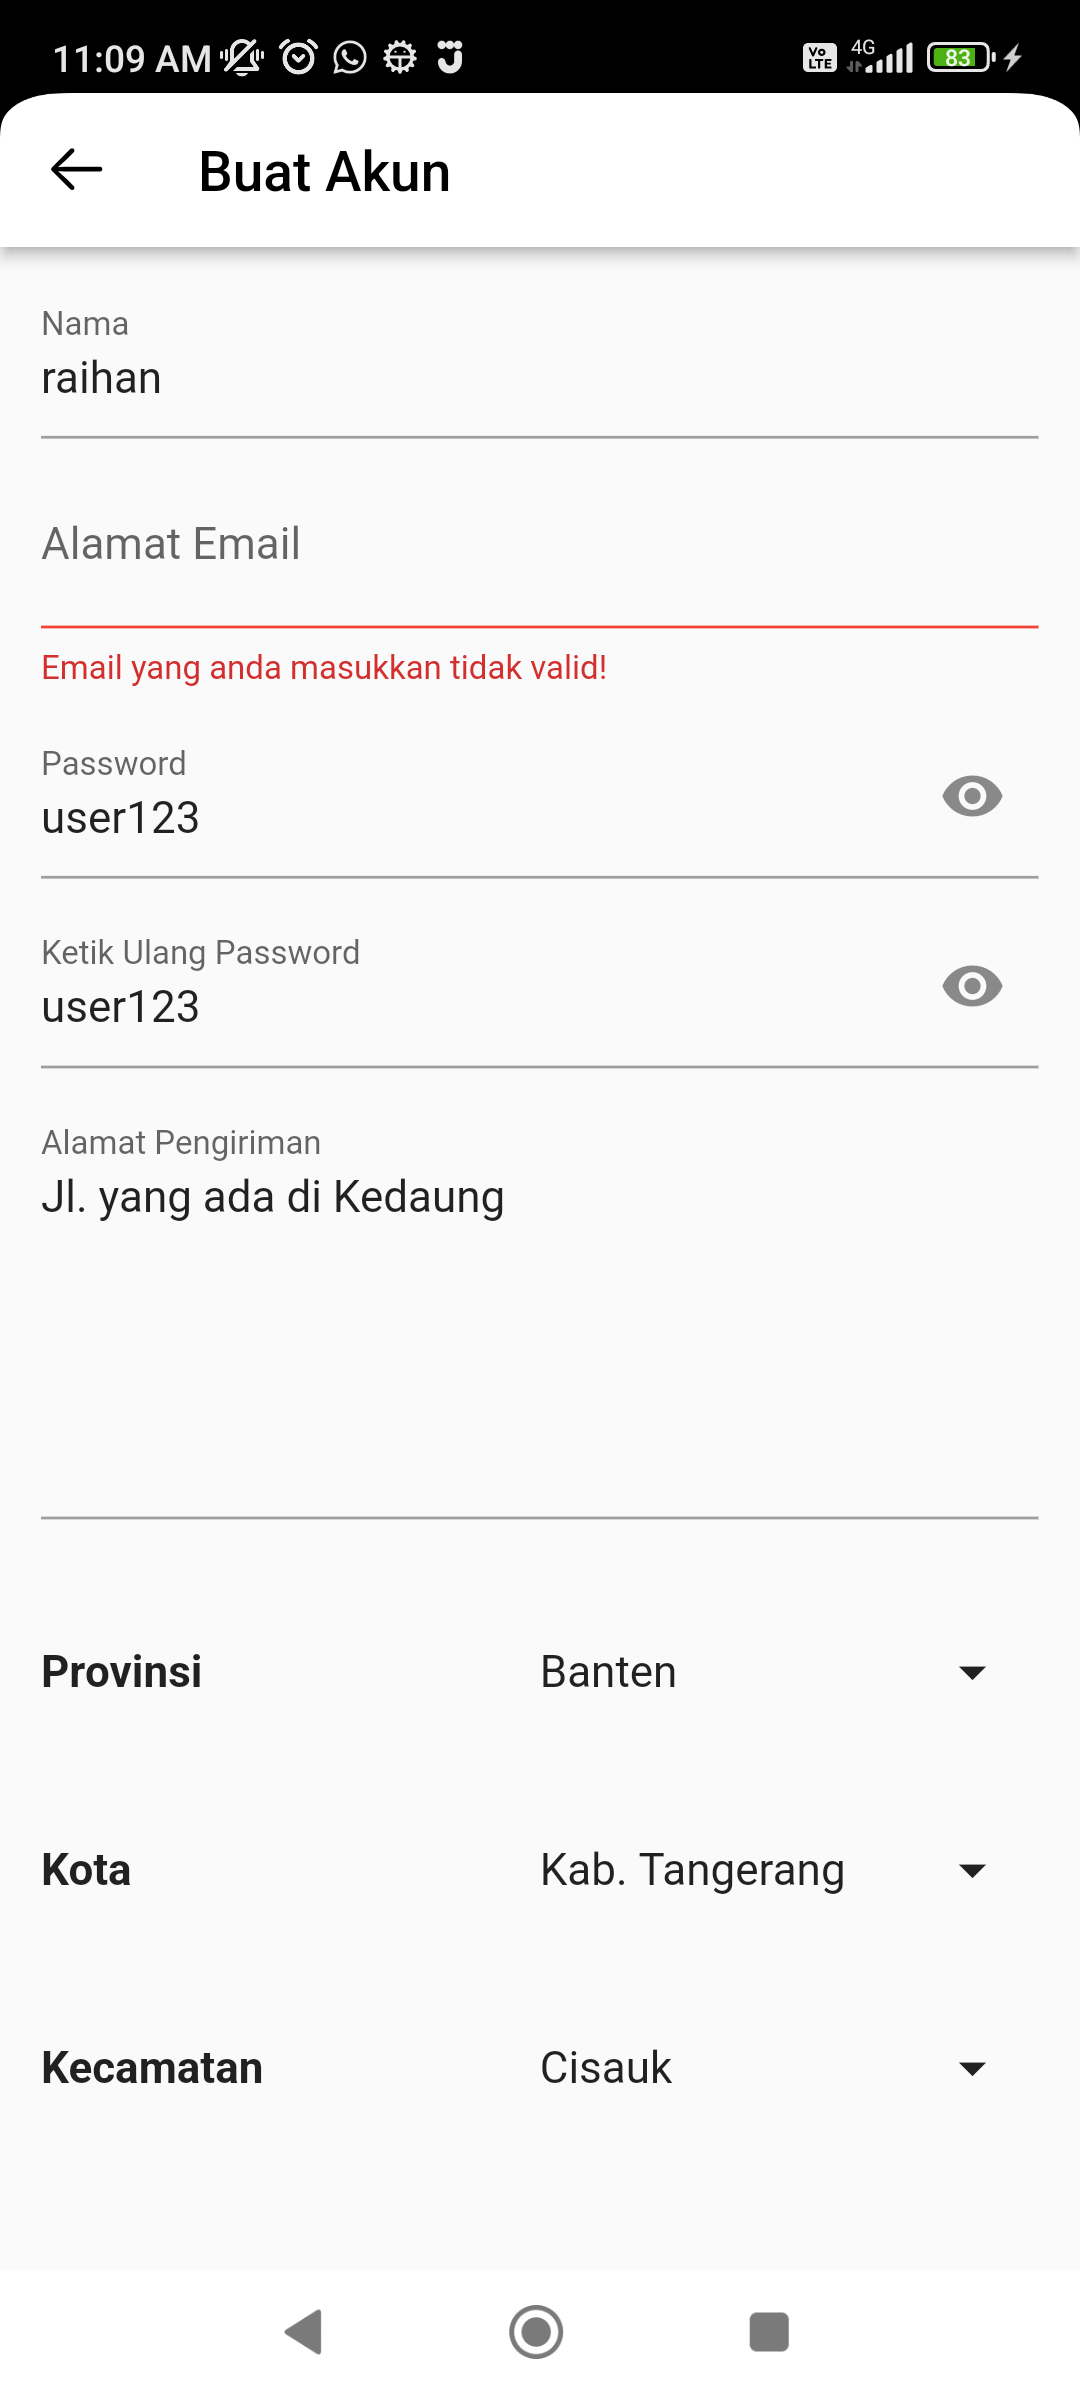 11:09 AM
Vo LTE 4G 83
Buat Akun
Nama
raihan
Alamat Email
Email yang anda masukkan tidak valid!
Password
user123
Ketik Ulang Password
user123
Alamat Pengiriman
Jl. yang ada di Kedaung
Provinsi Banten
Kota Kab. Tangerang
Kecamatan Cisauk